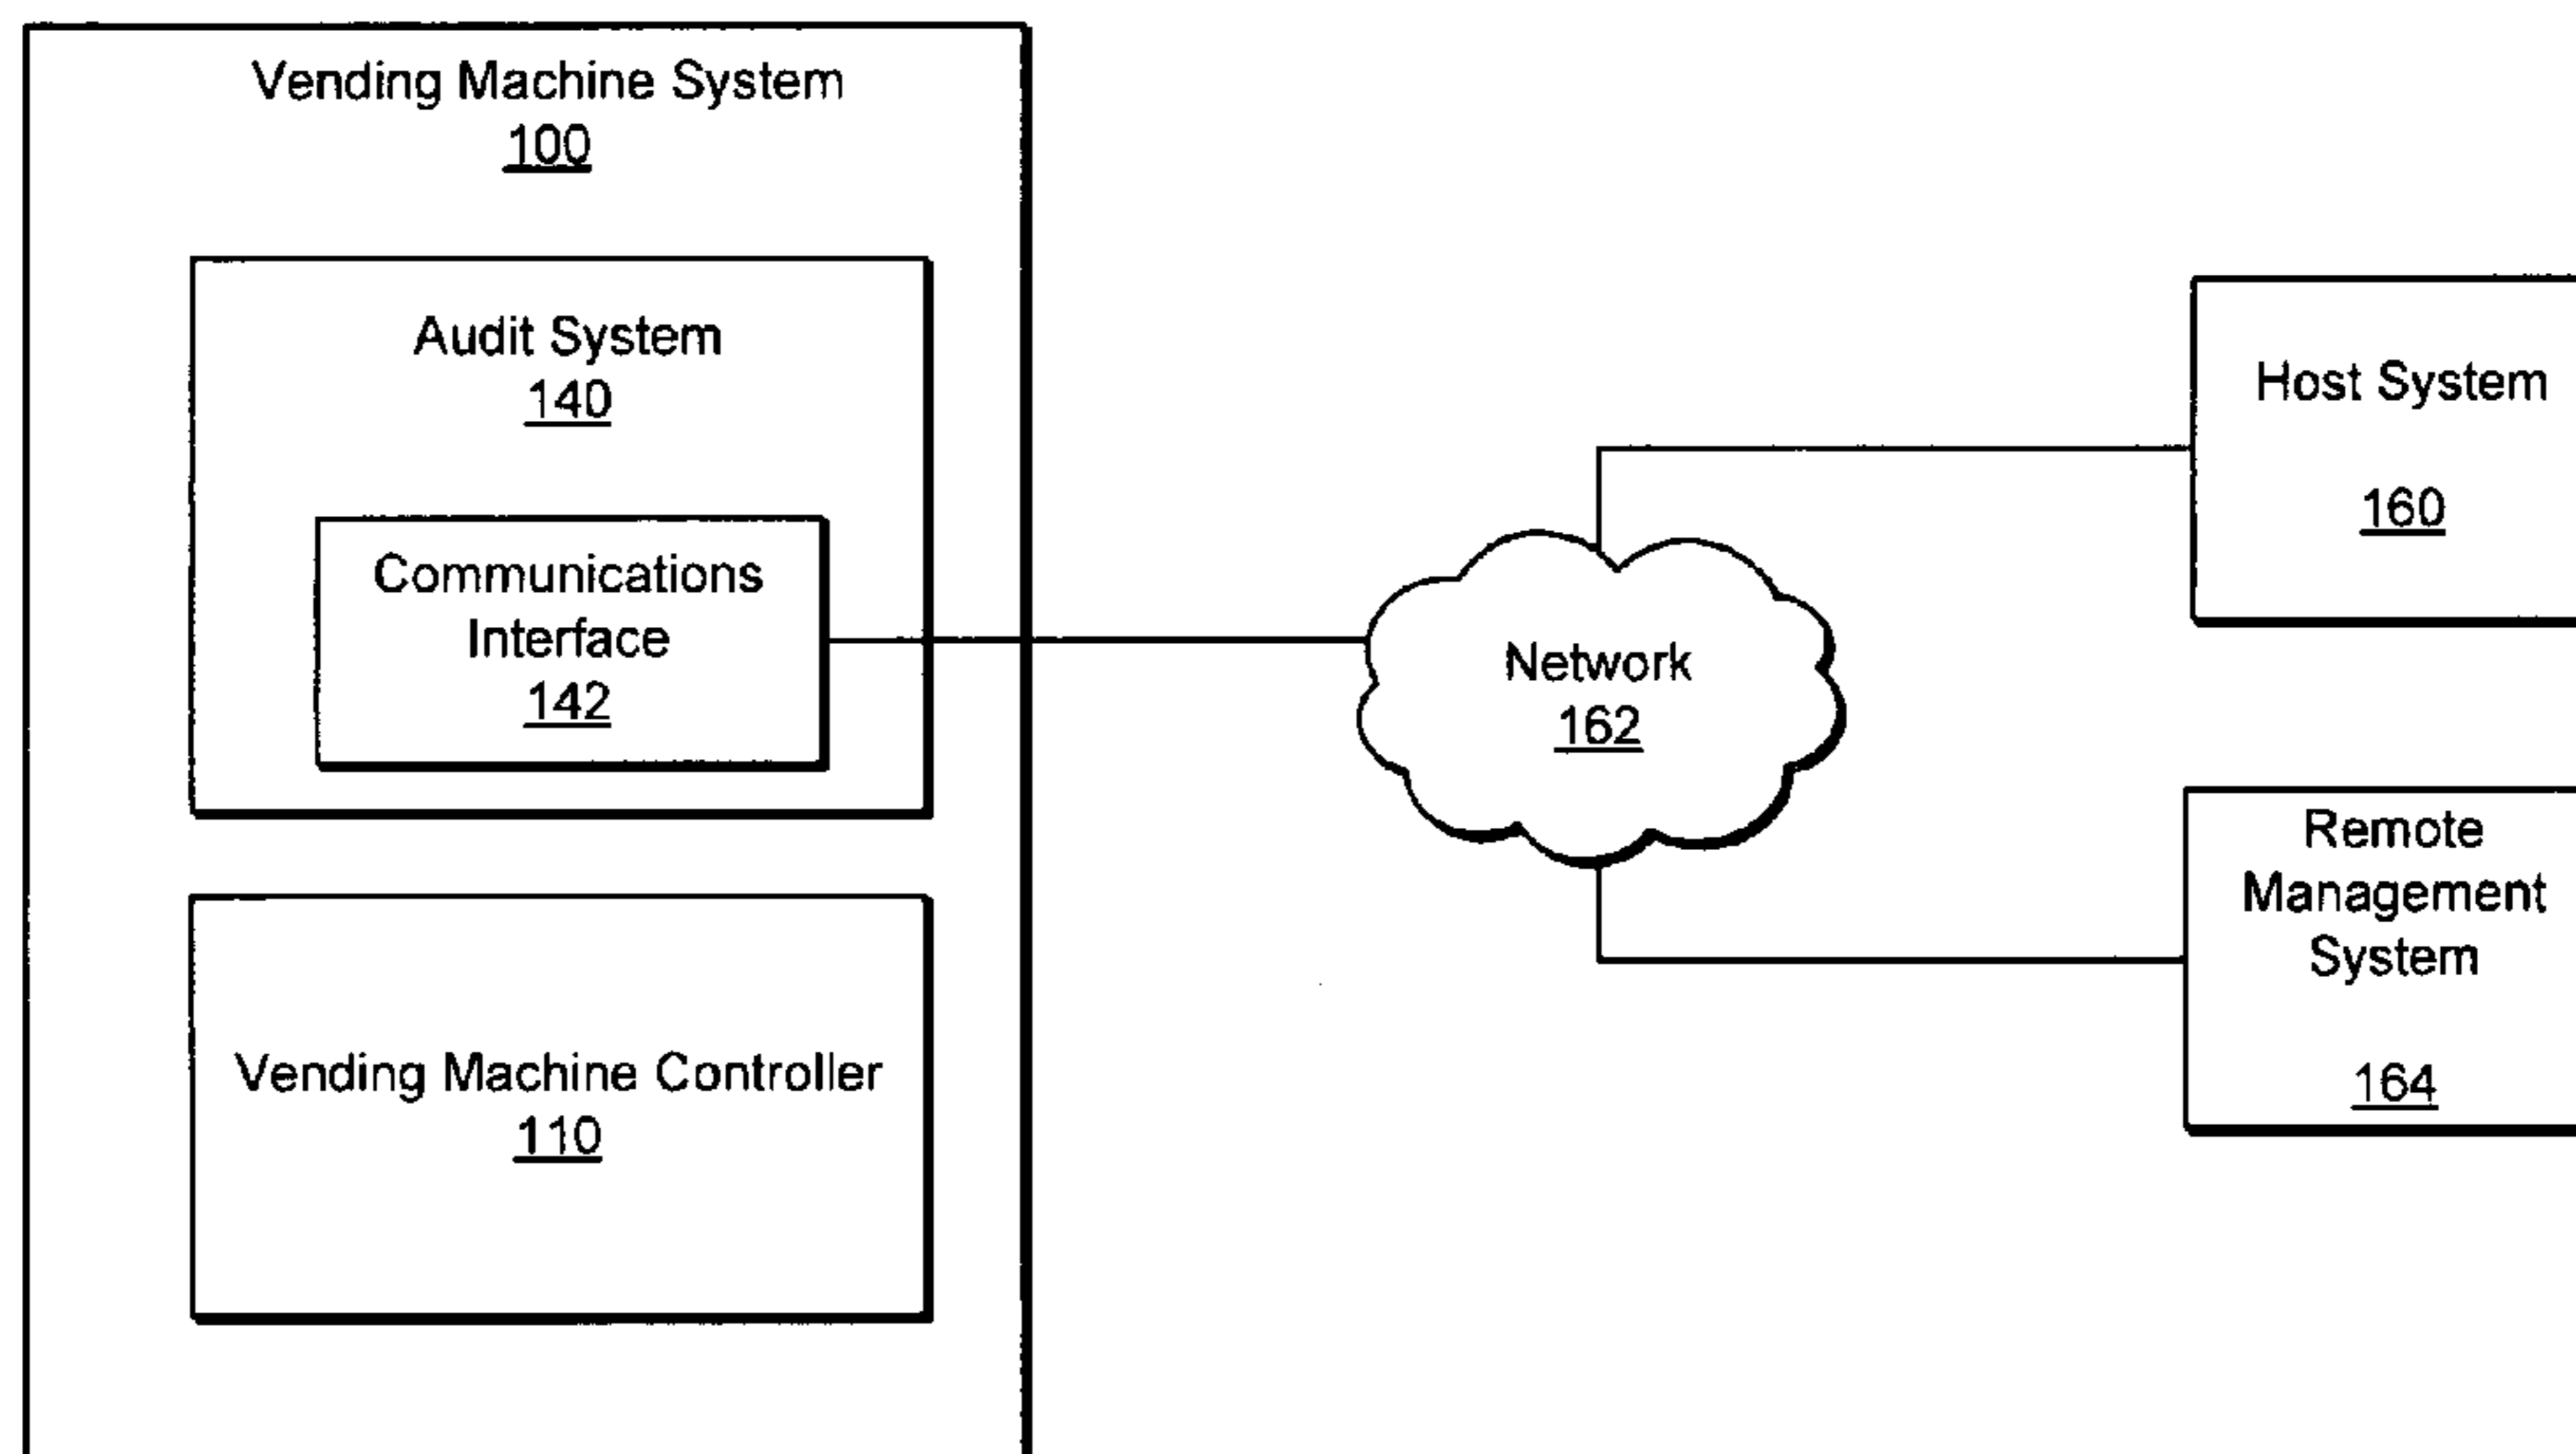 Vending Machine System
100
Audit System
140
Communications
Interface
142
Vending Machine Controller
110
Network
162
Host System
160
Remote
Management
System
164